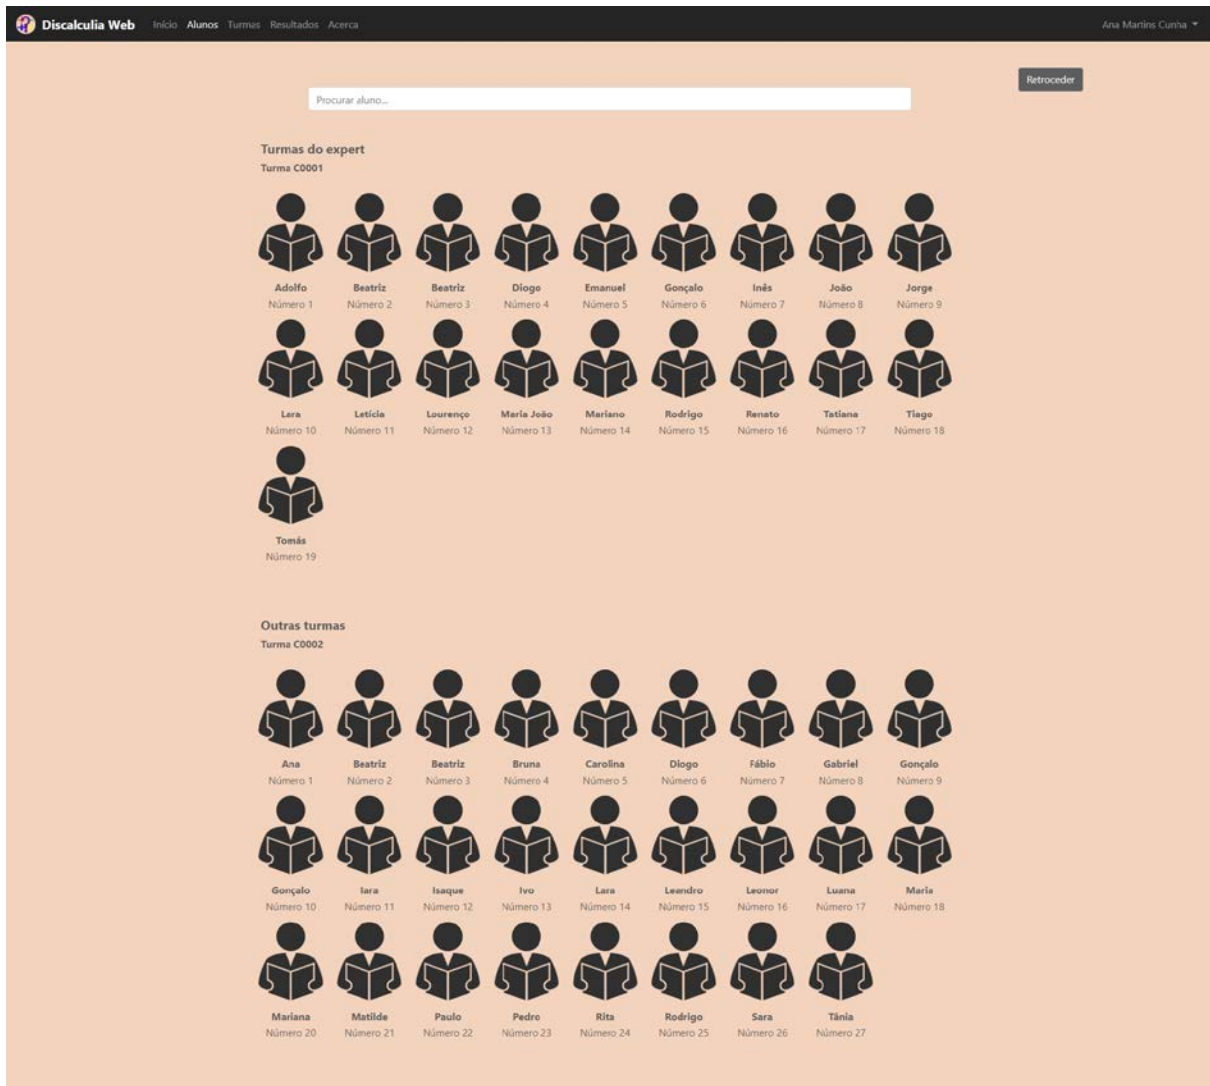 Discalculia Web Início Alunos Turmas Resultados Acerca Ana Martins Cunha
Retroceder
Procurar aluno...
Turmas do expert
Turma C0001
Adolfo Beatriz Beatriz Diogo Emanuel Gonçalo Inês João Jorge
Número 1 Número 2 Número 3 Número 4 Número 5 Número 6 Número 7 Número 8 Número 9
Lara Letícia Lourenço Maria João Mariano Rodrigo Renato Tatiana Tiago
Número 10 Número 11 Número 12 Número 13 Número 14 Número 15 Número 16 Número 17 Número 18
Tomás
Número 19
Outras turmas
Turma C0002
Ana Beatriz Beatriz Bruna Carolina Diogo Fábio Gabriel Gonçalo
Número 1 Número 2 Número 3 Número 4 Número 5 Número 6 Número 7 Número 8 Número 9
Gonçalo Iara Isaque Ivo Lara Leandro Leonor Luana Maria
Número 10 Número 11 Número 12 Número 13 Número 14 Número 15 Número 16 Número 17 Número 18
Mariana Matilde Paulo Pedro Rita Rodrigo Sara Tânia
Número 20 Número 21 Número 22 Número 23 Número 24 Número 25 Número 26 Número 27